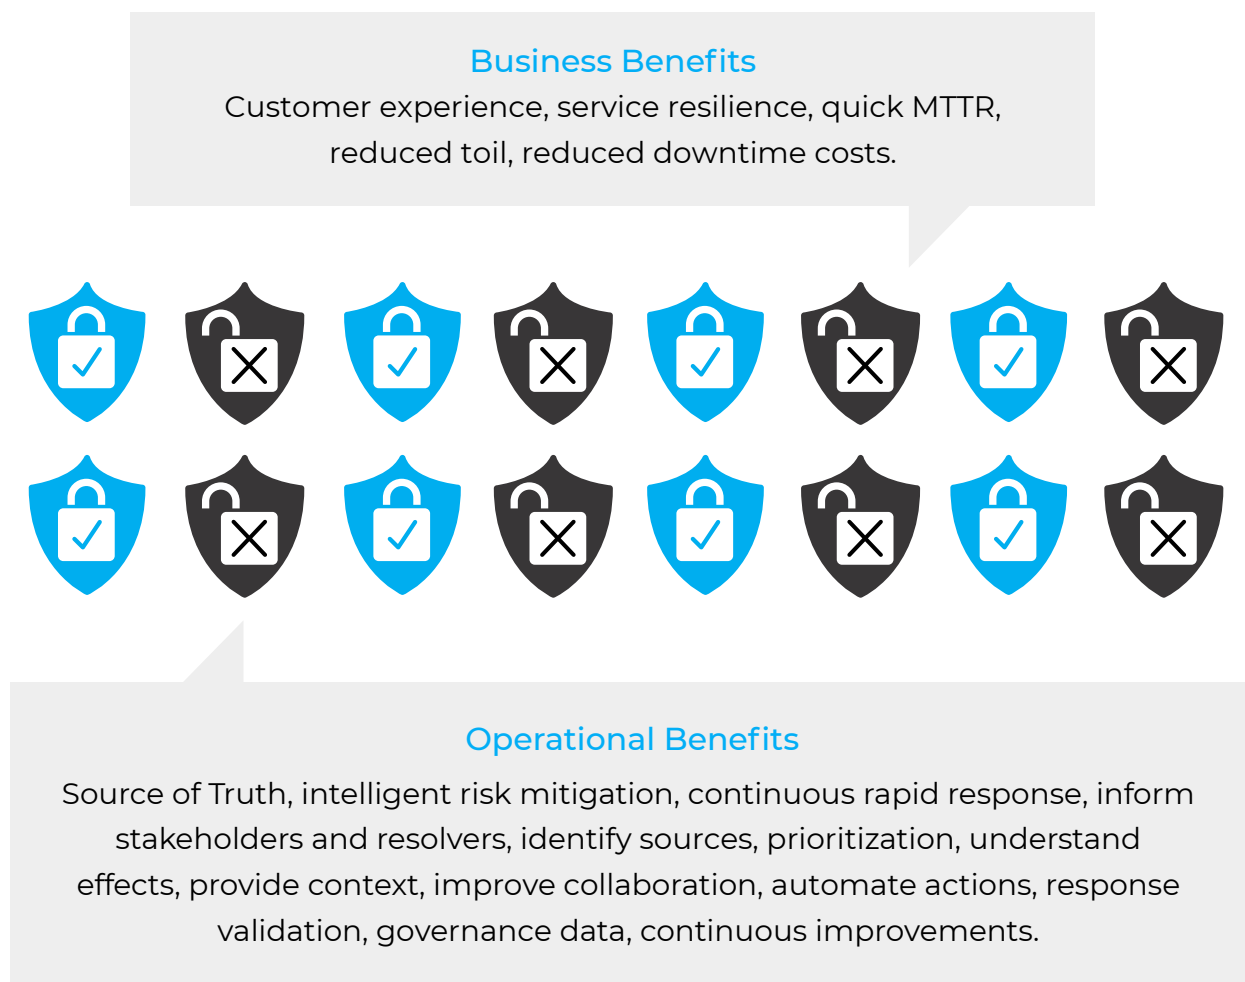 Business Benefits
Customer experience, service resilience, quick MTTR,
reduced toil, reduced downtime costs.
Operational Benefits
Source of Truth, intelligent risk mitigation, continuous rapid response, inform
stakeholders and resolvers, identify sources, prioritization, understand
effects, provide context, improve collaboration, automate actions, response
validation, governance data, continuous improvements.